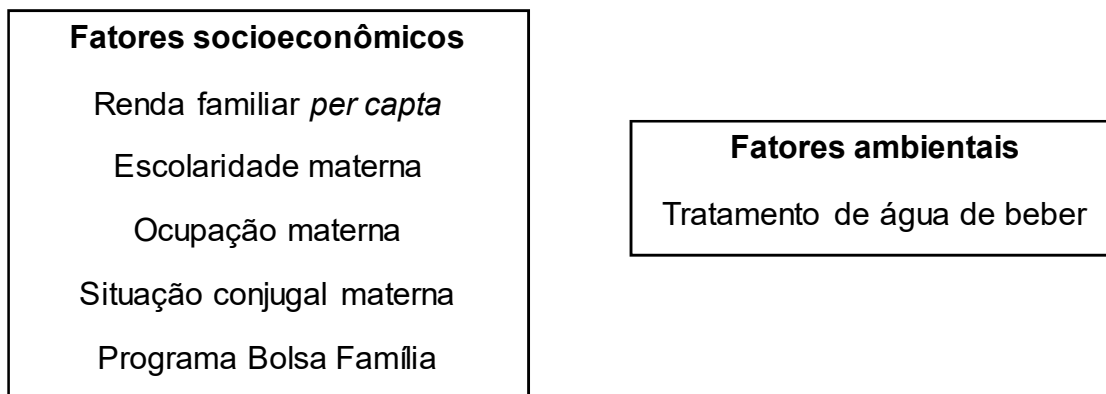 Fatores socioeconômicos
Renda familiar per capta
Escolaridade materna
Ocupação materna
Situação conjugal materna
Programa Bolsa Família
Fatores ambientais
Tratamento de água de beber